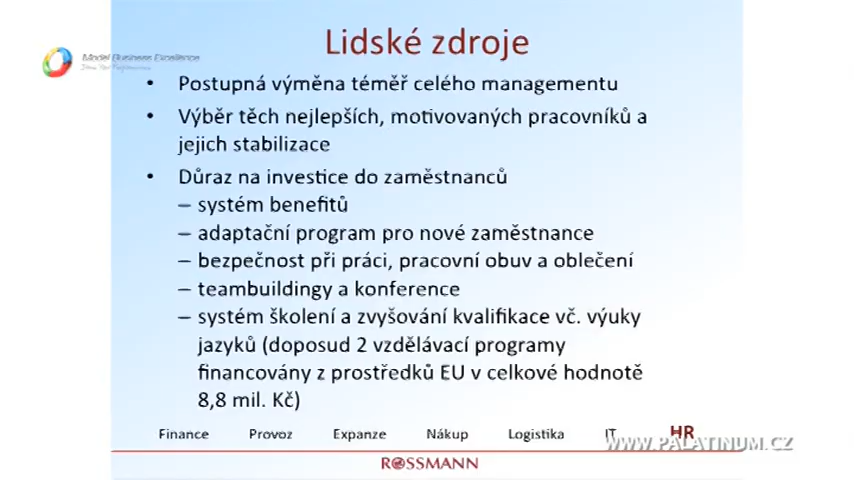 Lidské zdroje
Model Business Excellence
• Postupná výměna téměř celého managementu
• Výběr těch nejlepších, motivovaných pracovníků a
jejich stabilizace
• Důraz na investice do zaměstnanců
– systém benefitů
– adaptační program pro nové zaměstnance
– bezpečnost při práci, pracovní obuv a oblečení
– teambuildingy a konference
– systém školení a zvyšování kvalifikace vč. výuky
jazyků (doposud 2 vzdělávací programy
financovány z prostředků EU v celkové hodnotě
8,8 mil. Kč)
Finance Provoz Expanze Nákup Logistika IT HR
WWW.PALATINUM.CZ
ROSSMANN